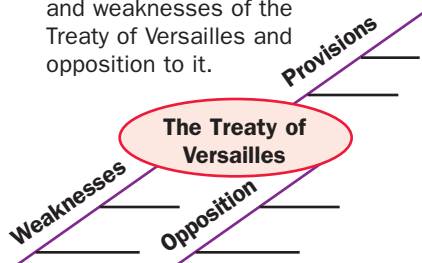 and weaknesses of the
Treaty of Versailles and
opposition to it.
Provisions
The Treaty of
Versailles
Weaknesses
Opposition